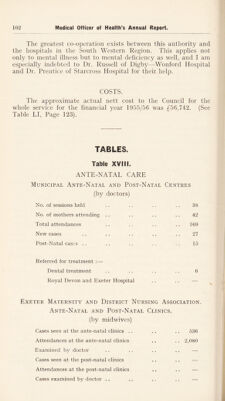 102 Medical Officer of Health's Annual Report.
The greatest co-operation exists between this authority and
the hospitals in the South Western Region. This applies not
only to mental illness but to mental deficiency as well, and I am
especially indebted to Dr. Russell of Digby—Wonford Hospital
and Dr. Prentice of Starcross Hospital for their help.
COSTS.
The approximate actual nett cost to the Council for the
whole service for the financial year 1955/56 was £56,742. (See
Table LI, Page 123).
TABLES.
Table XVIII.
ANTE-NATAL CARE
Municipal Ante-Natal and Post-Natal Centres
(by doctors)
No. of sessions held .. .. .. .. 38
No. of mothers attending .. .. .. .. 42
Total attendances .. .. .. .. 169
New cases .. .. .. .. 27
Post-Natal cases .. .. .. .. .. 15
Referred for treatment :—
Dental treatment .. .. .. .. 6
Royal Devon and Exeter Hospital .. .. —
Exeter Maternity and District Nursing Association.
Ante-Natal and Post-Natal Clinics.
(by midwives)
Cases seen at the ante-natal clinics .. .. .. 536
Attendances at the ante-natal clinics .. .. 2,080
Examined by doctor .. .. .. .. —
Cases seen at the post-natal clinics .. .. —
Attendances at the post-natal clinics .. .. —
Cases examined by doctor .. .. .. .. —